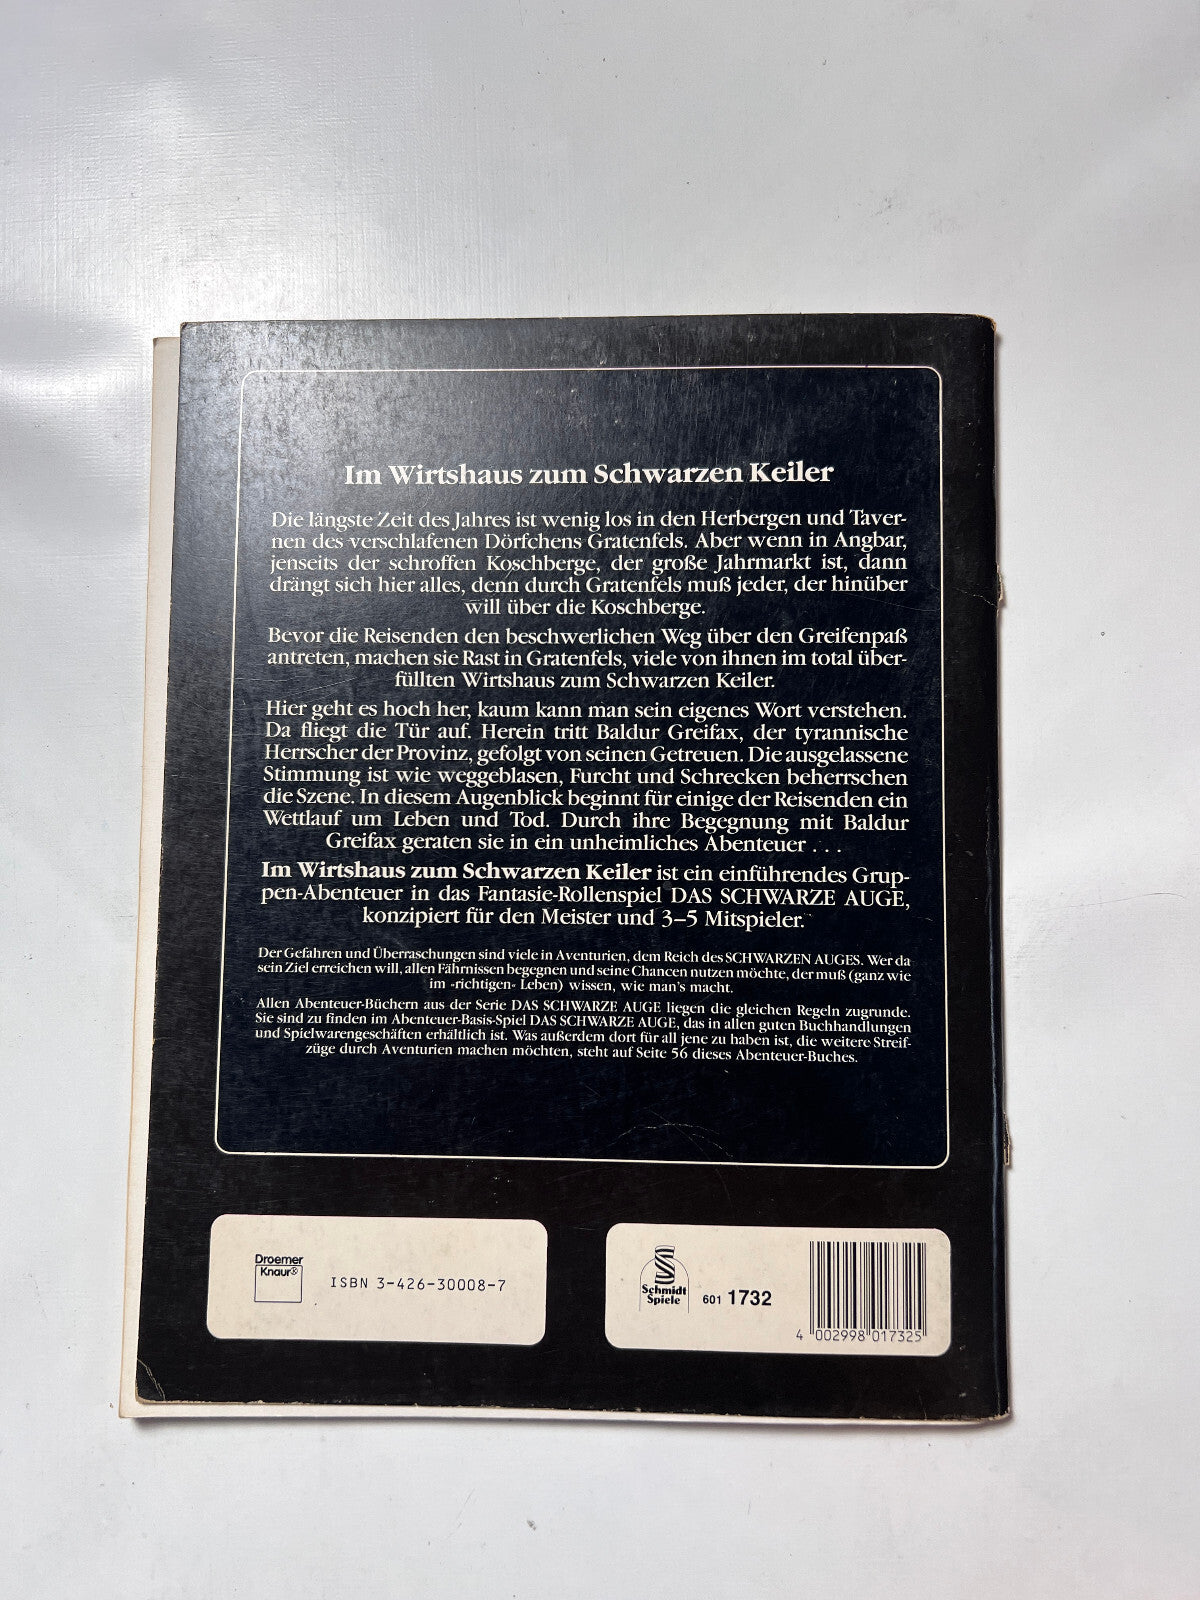 Im Wirtshaus zum Schwarzen Keiler
Die längste Zeit des Jahres ist wenig los in den Herbergen und Taver-
nen des verschlafenen Dörfchens Gratenfels. Aber wenn in Angbar,
jenseits der schroffen Koschberge, der große Jahrmarkt ist, dann
drängt sich hier alles, denn durch Gratenfels muß jeder, der hinüber
will über die Koschberge.
Bevor die Reisenden den beschwerlichen Weg über den Greifenpaß
antreten, machen sie Rast in Gratenfels, viele von ihnen im total über-
füllten Wirtshaus zum Schwarzen Keiler.
Hier geht es hoch her, kaum kann man sein eigenes Wort verstehen.
Da fliegt die Tür auf. Herein tritt Baldur Greifax, der tyrannische
Herrscher der Provinz, gefolgt von seinen Getreuen. Die ausgelassene
Stimmung ist wie weggeblasen, Furcht und Schrecken beherrschen
die Szene. In diesem Augenblick beginnt für einige der Reisenden ein
Wettlauf um Leben und Tod. Durch ihre Begegnung mit Baldur
Greifax geraten sie in ein unheimliches Abenteuer . . .
Im Wirtshaus zum Schwarzen Keiler ist ein einführendes Grup-
pen-Abenteuer in das Fantasie-Rollenspiel DAS SCHWARZE AUGE,
konzipiert für den Meister und 3–5 Mitspieler.
Der Gefahren und Überraschungen sind viele in Aventurien, dem Reich des SCHWARZEN AUGES. Wer da
sein Ziel erreichen will, allen Fährnissen begegnen und seine Chancen nutzen möchte, der muß (ganz wie
im »richtigen« Leben) wissen, wie man's macht.
Allen Abenteuer-Büchern aus der Serie DAS SCHWARZE AUGE liegen die gleichen Regeln zugrunde.
Sie sind zu finden im Abenteuer-Basis-Spiel DAS SCHWARZE AUGE, das in allen guten Buchhandlungen
und Spielwarengeschäften erhältlich ist. Was außerdem dort für all jene zu haben ist, die weitere Streif-
züge durch Aventurien machen möchten, steht auf Seite 56 dieses Abenteuer-Buches.
Droemer
Knaur®
ISBN 3-426-30008-7
Schmidt
Spiele
601 1732
4 002998 017325